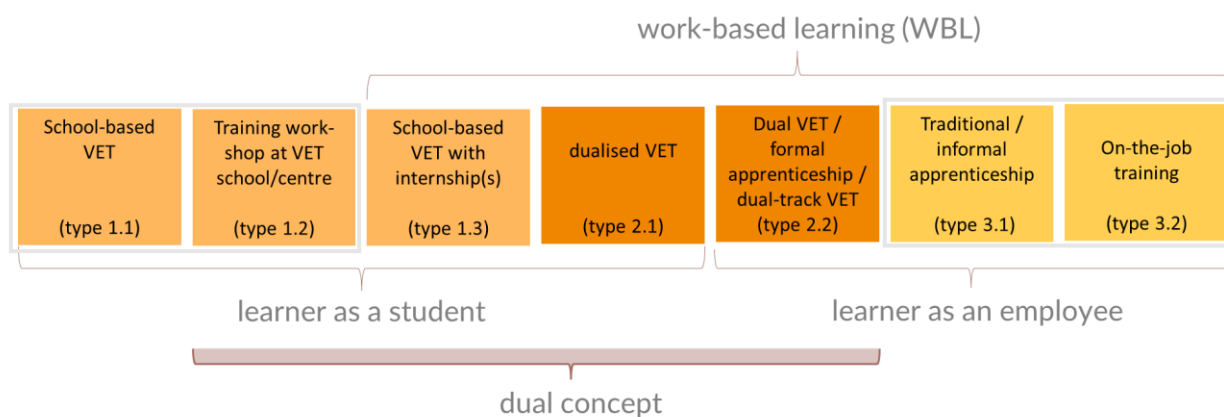 work-based learning (WBL)
School-based
VET
(type 1.1)
Training work-
shop at VET
school/centre
(type 1.2)
School-based
VET with
internship(s)
(type 1.3)
dualised VET
(type 2.1)
Dual VET /
formal
apprenticeship /
dual-track VET
(type 2.2)
Traditional /
informal
apprenticeship
(type 3.1)
On-the-job
training
(type 3.2)
learner as a student
learner as an employee
dual concept